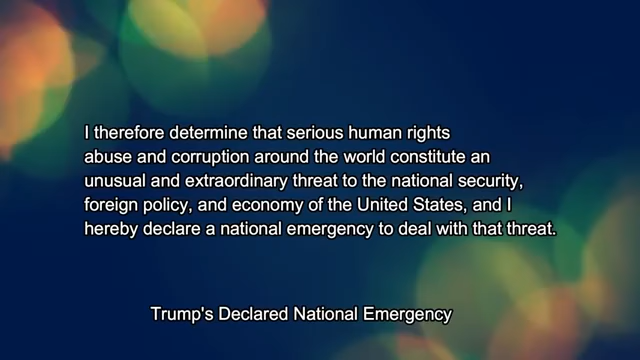 I therefore determine that serious human rights
abuse and corruption around the world constitute an
unusual and extraordinary threat to the national security,
foreign policy, and economy of the United States, and I
hereby declare a national emergency to deal with that threat.
Trump's Declared National Emergency